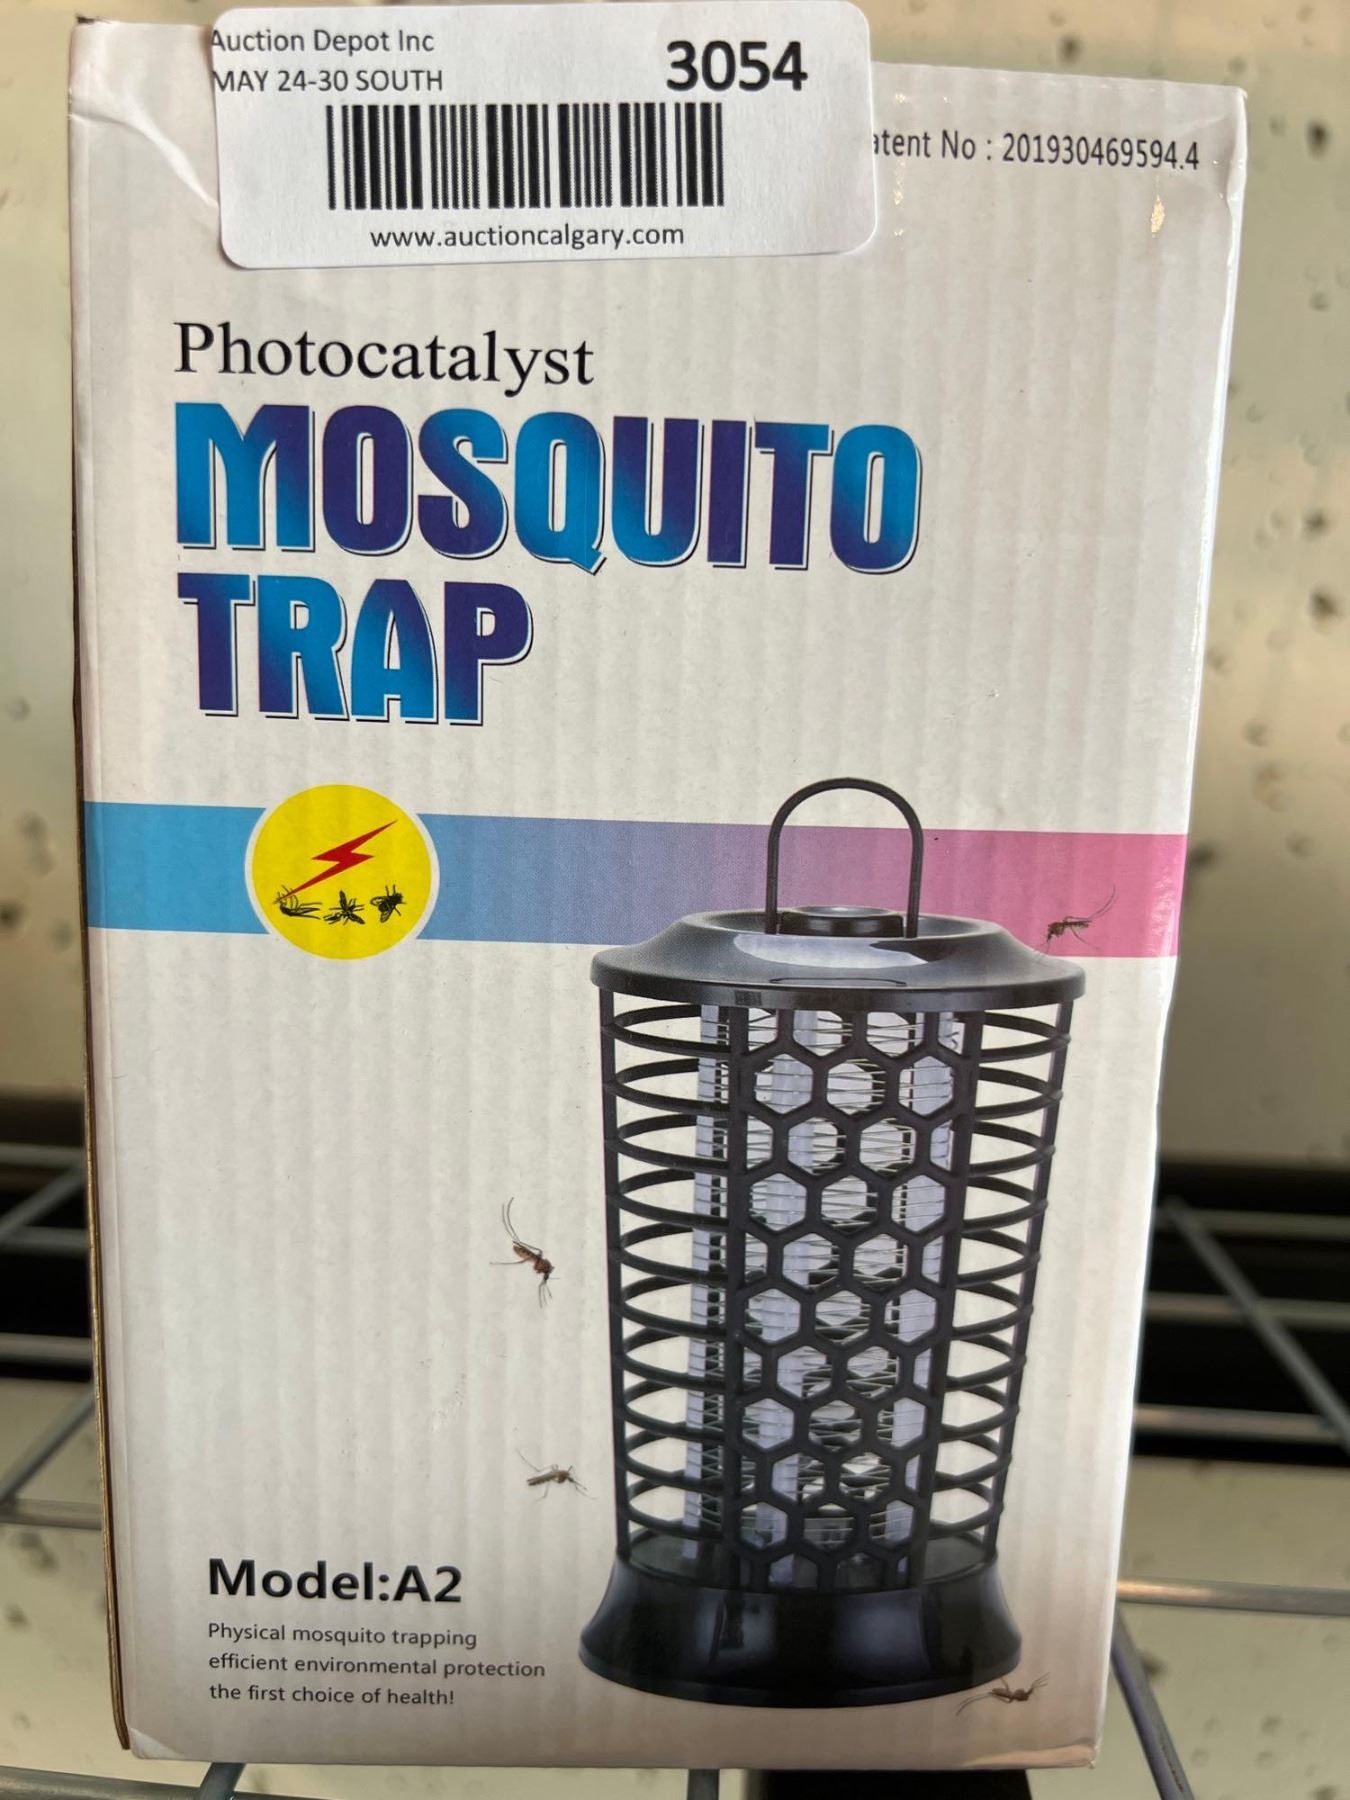 Auction Depot Inc
3054
MAY 24-30 SOUTH
www.auctioncalgary.com
atent No : 201930469594.4
Photocatalyst
MOSQUITO
TRAP
Model:A2
Physical mosquito trapping
efficient environmental protection
the first choice of health!